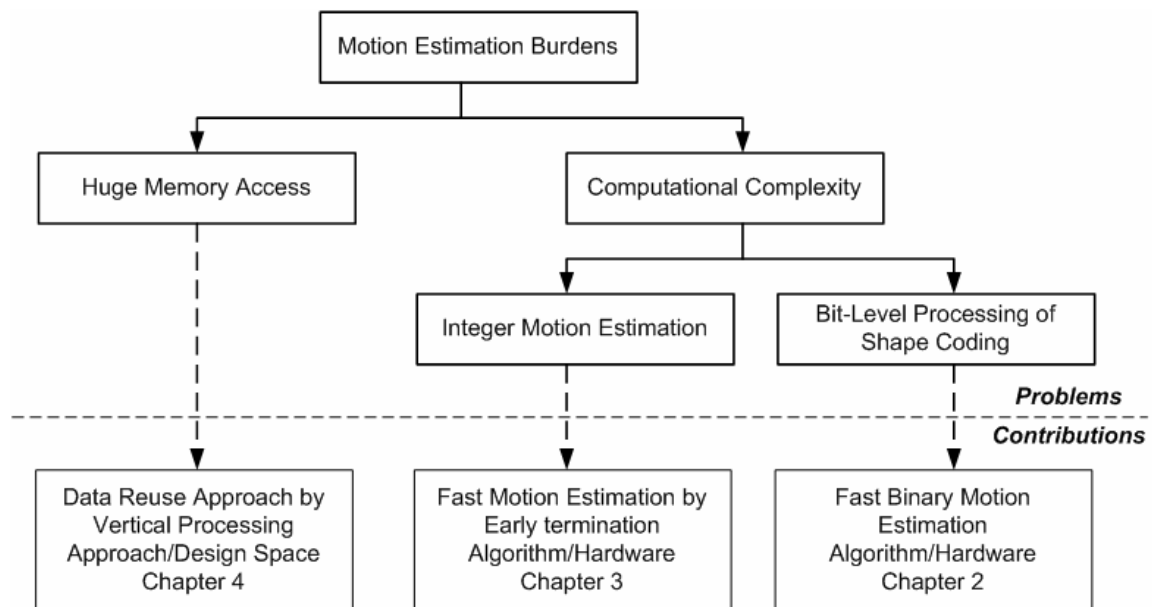 Motion Estimation Burdens
Huge Memory Access
Computational Complexity
Integer Motion Estimation
Bit-Level Processing of
Shape Coding
Problems
Contributions
Data Reuse Approach by
Vertical Processing
Approach/Design Space
Chapter 4
Fast Motion Estimation by
Early termination
Algorithm/Hardware
Chapter 3
Fast Binary Motion
Estimation
Algorithm/Hardware
Chapter 2